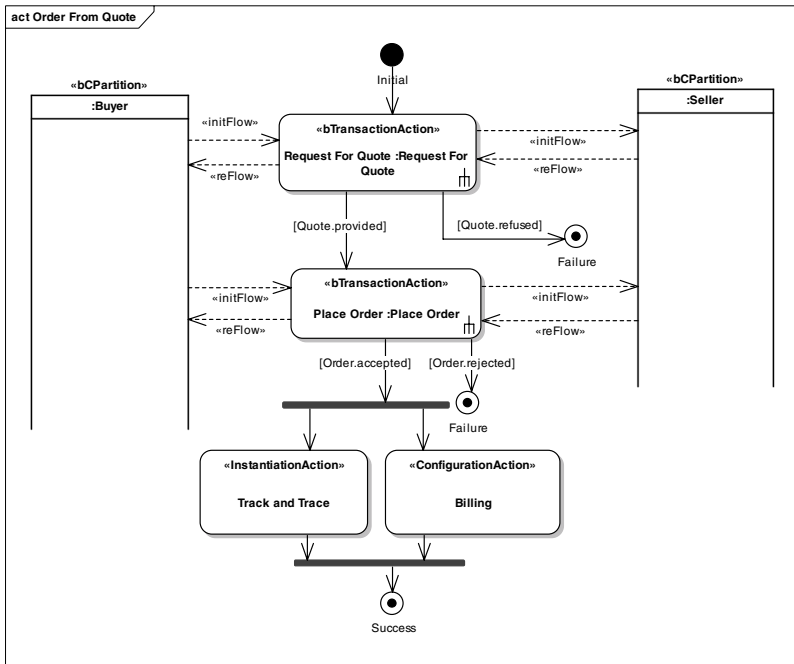 act Order From Quote
Initial
«bCPartition»
:Buyer
«bCPartition»
:Seller
«initFlow»
«reFlow»
«bTransactionAction»
Request For Quote :Request For
Quote
«initFlow»
«reFlow»
[Quote.provided]
[Quote.refused]
Failure
«initFlow»
«reFlow»
«bTransactionAction»
Place Order :Place Order
«initFlow»
«reFlow»
[Order.accepted]
[Order.rejected]
Failure
«InstantiationAction»
Track and Trace
«ConfigurationAction»
Billing
Success